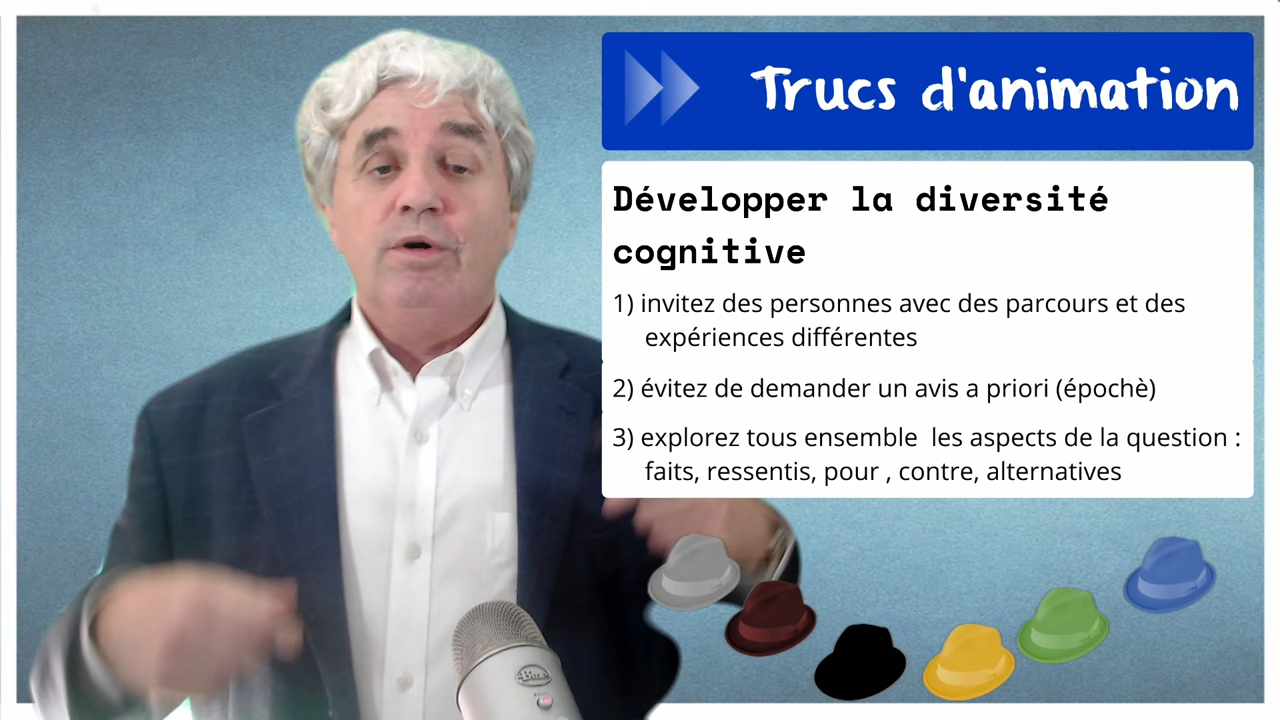 Trucs d'animation
Développer la diversité
cognitive
1) invitez des personnes avec des parcours et des
expériences différentes
2) évitez de demander un avis a priori (épochè)
3) explorez tous ensemble les aspects de la question :
faits, ressentis, pour , contre, alternatives
Blue